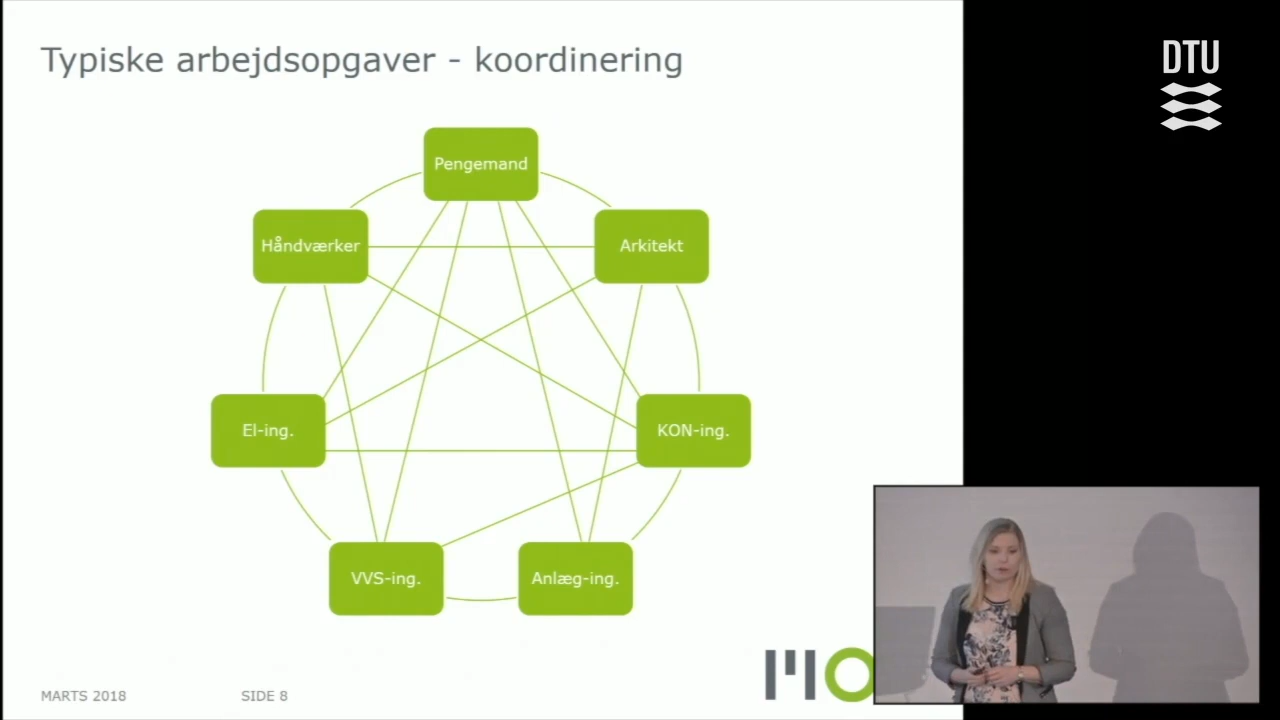 Typiske arbejdsopgaver - koordinering
DTU
Pengemand
Håndværker
Arkitekt
El-ing.
KON-ing.
VVS-ing.
Anlæg-ing.
MO
MARTS 2018
SIDE 8